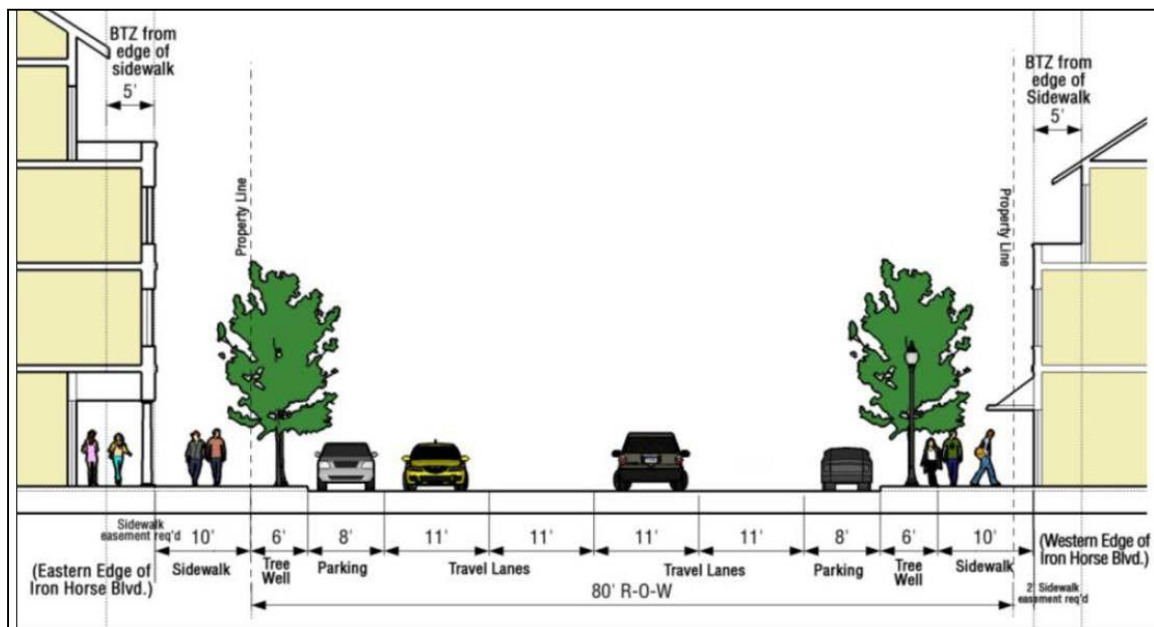 BTZ from
edge of
sidewalk
5'
BTZ from
edge of
Sidewalk
5'
Property Line
Property Line
Sidewalk
easement req'd
10' 6' 8' 11' 11' 11' 11' 8' 6' 10'
Sidewalk Tree Well Parking Travel Lanes Travel Lanes Parking Tree Well Sidewalk
(Eastern Edge of
Iron Horse Blvd.)
(Western Edge of
Iron Horse Blvd.)
80' R-O-W
2' Sidewalk
easement req'd